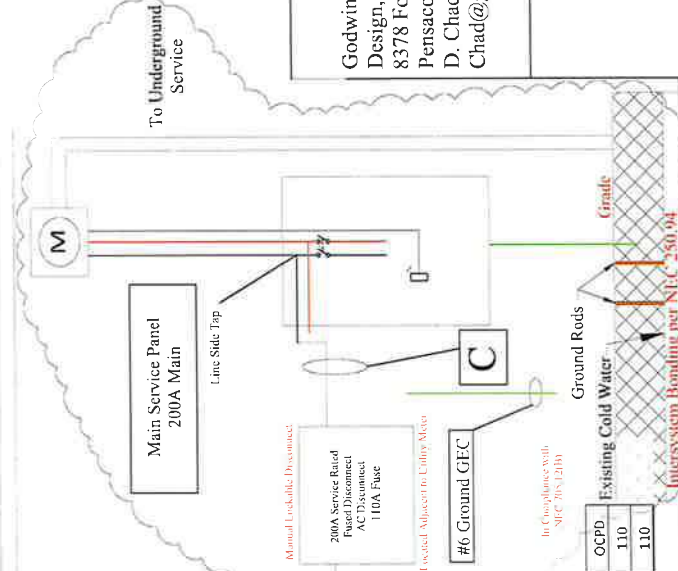 To Underground
Service
Godwin
Design,
8378 Fo
Pensaco
D. Chad
Chad@
M
Main Service Panel
200A Main
Line Side Tap
C
Manual Lockable Disconnect
200A Service Rated
Fused Disconnect
AC Disconnect
110A Fuse
Located Adjacent to Utility Meter
#6 Ground GEC
In Compliance with
NEC
Grade
Ground Rods
Existing Cold Water
Intersystem Bonding per NEC 250.94
OCPD
110
110